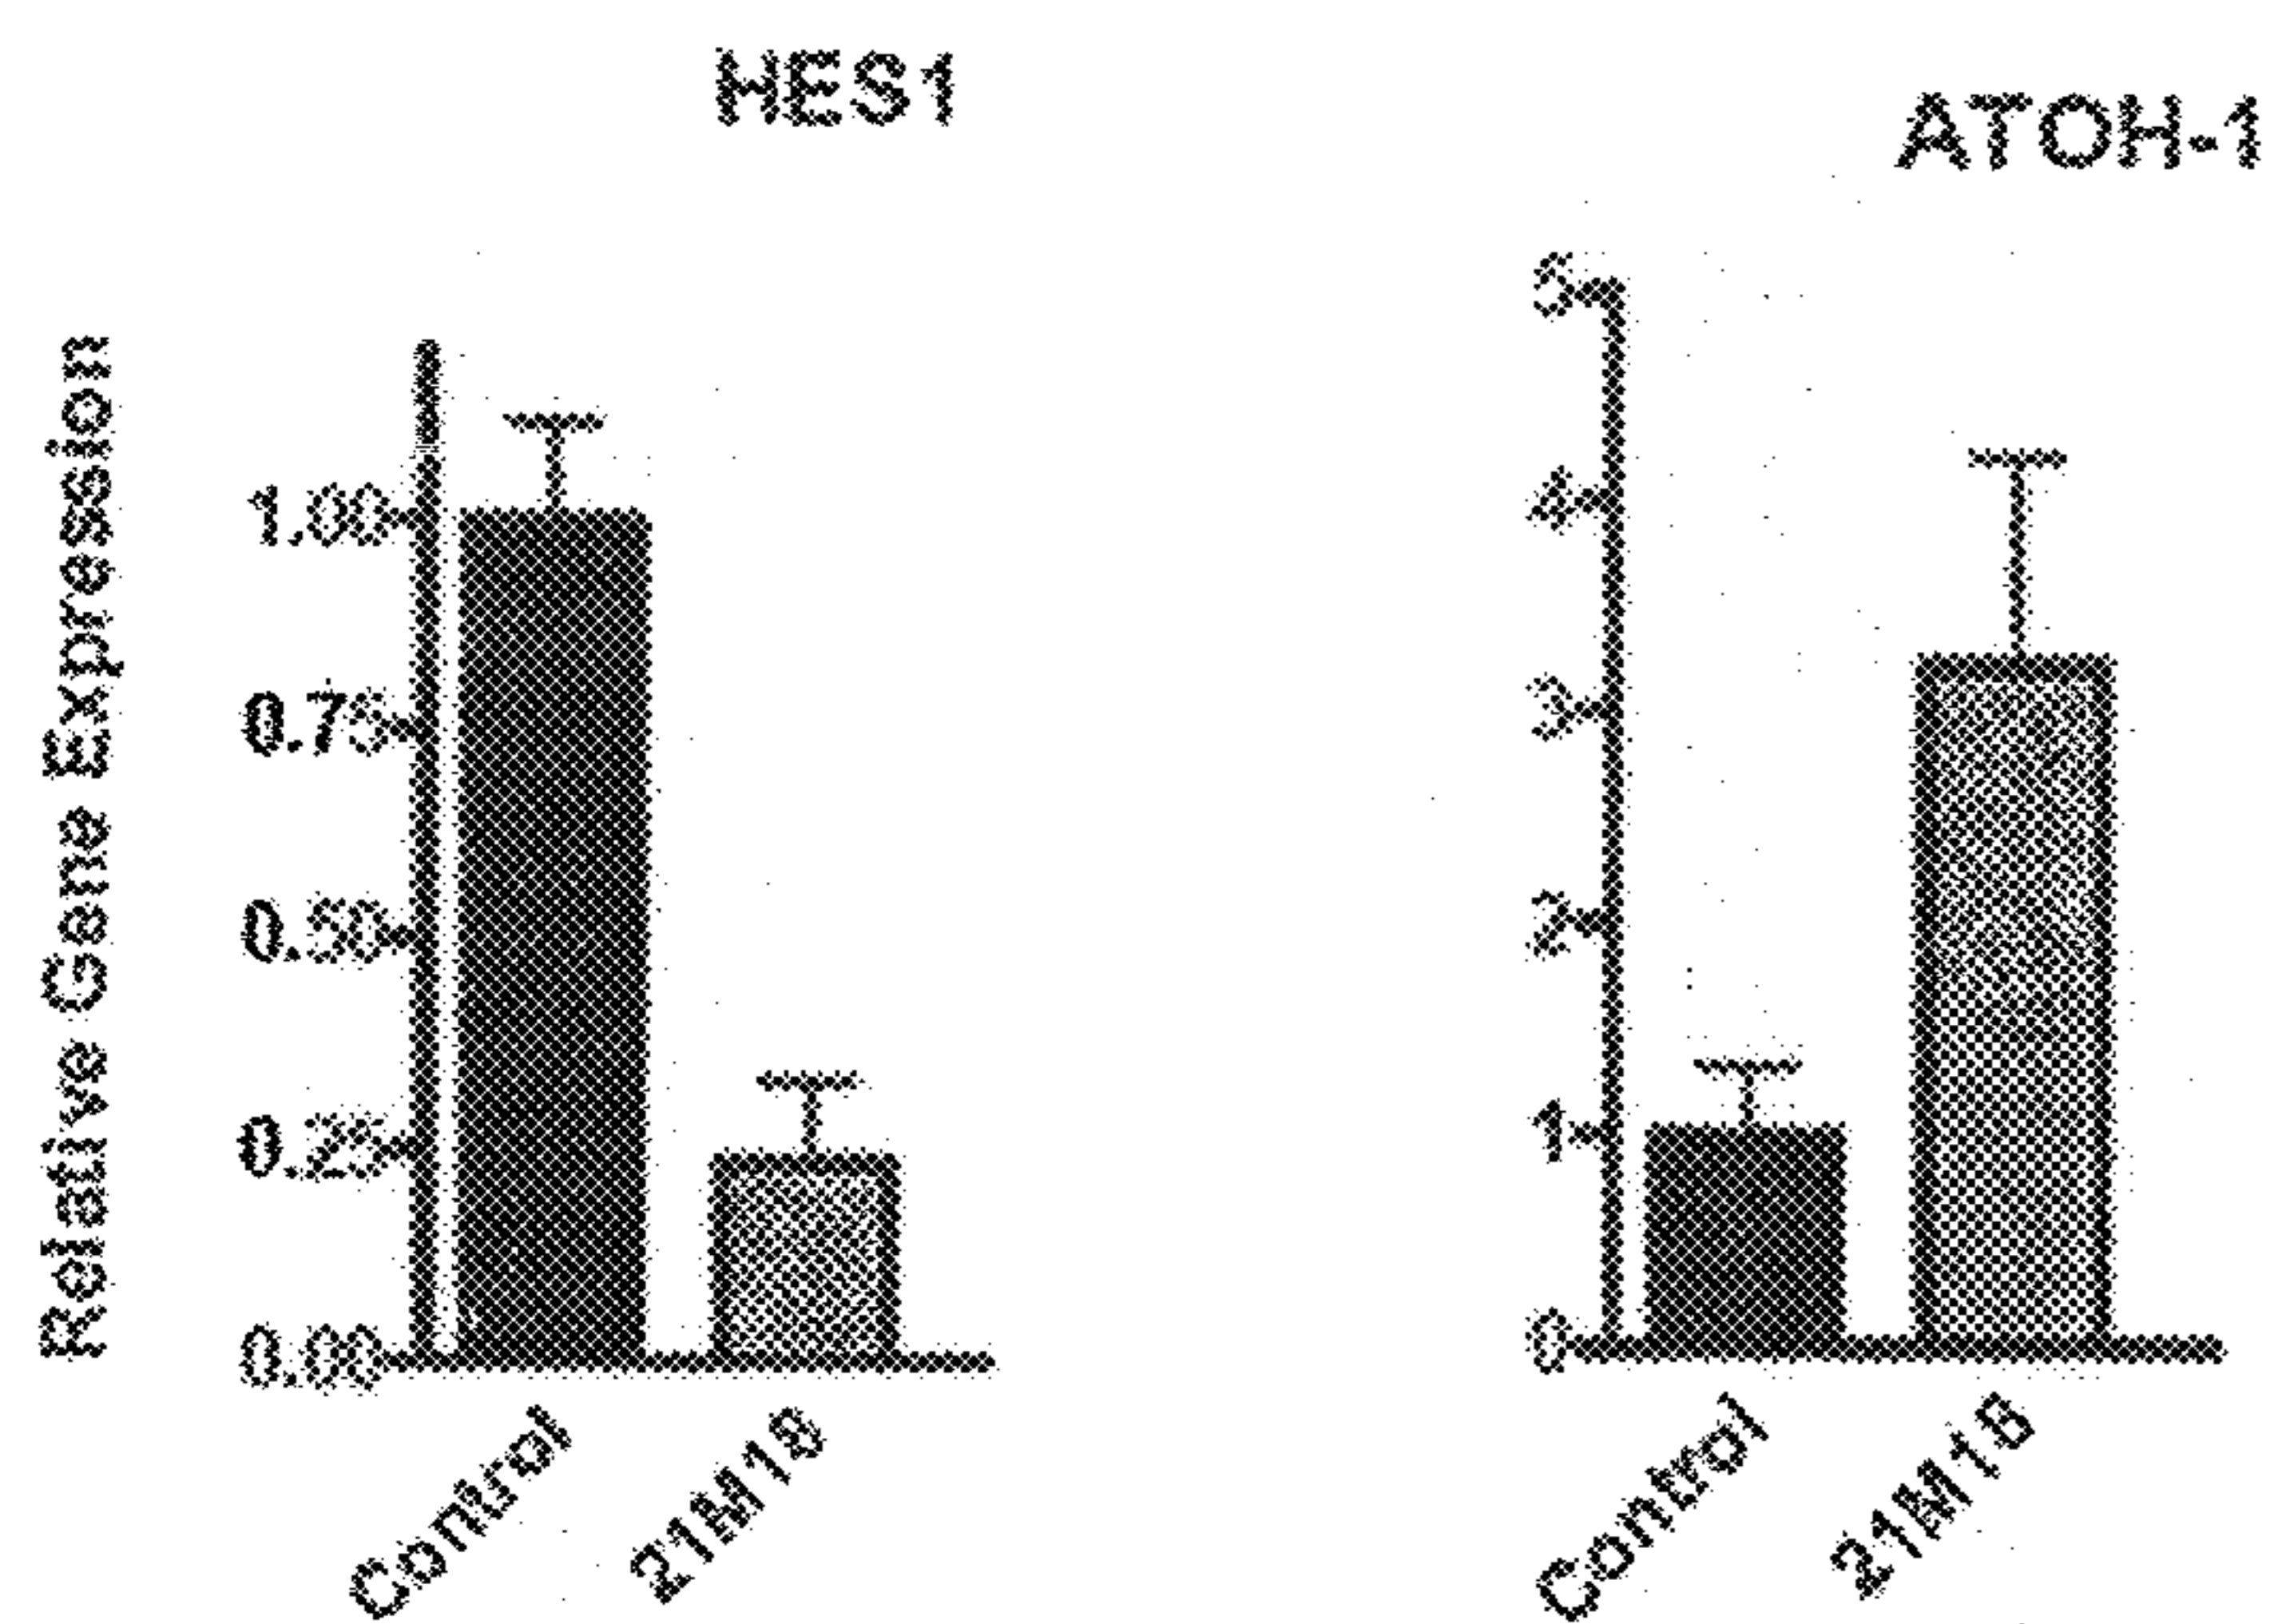 HES1
ATOH-1
Relative Gene Expression
1.00
0.75
0.50
0.25
0.00
Control
21M18
5
4
3
2
1
0
Control
21M18